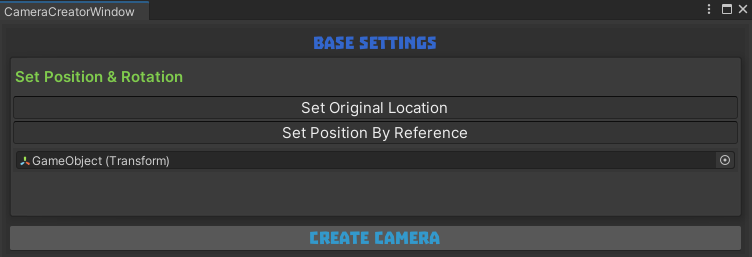 CameraCreatorWindow
BASE SETTINGS
Set Position & Rotation
Set Original Location
Set Position By Reference
GameObject (Transform)
CREATE CAMERA